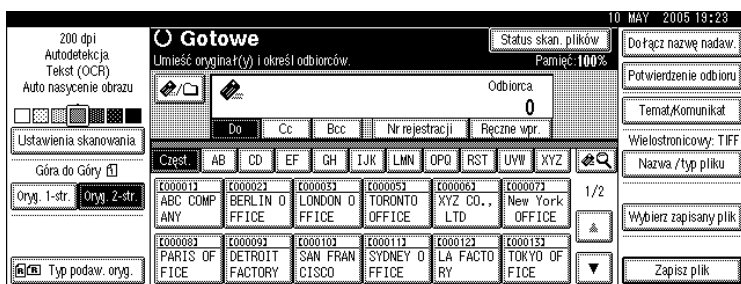 10 MAY 2005 19:23
200 dpi
Autodetekcja
Tekst (OCR)
Auto nasycenie obrazu
Ustawienia skanowania
Góra do Góry
Oryg. 1-str.
Oryg. 2-str.
Typ podaw. oryg.
Gotowe
Status skan. plików
Umieść oryginał(y) i określ odbiorców.
Pamięć:100%
Odbiorca
0
Do
Cc
Bcc
Nr rejestracji
Ręczne wpr.
Częst.
AB
CD
EF
GH
IJK
LMN
OPQ
RST
UVW
XYZ
[00001]
ABC COMP
ANY
[00002]
BERLIN O
FFICE
[00003]
LONDON O
FFICE
[00005]
TORONTO
OFFICE
[00006]
XYZ CO.,
LTD
[00007]
New York
OFFICE
1/2
[00008]
PARIS OF
FICE
[00009]
DETROIT
FACTORY
[00010]
SAN FRAN
CISCO
[00011]
SYDNEY O
FFICE
[00012]
LA FACTO
RY
[00013]
TOKYO OF
FICE
Dołącz nazwę nadaw.
Potwierdzenie odbioru
Temat/Komunikat
Wielostronicowy: TIFF
Nazwa /typ pliku
Wybierz zapisany plik
Zapisz plik